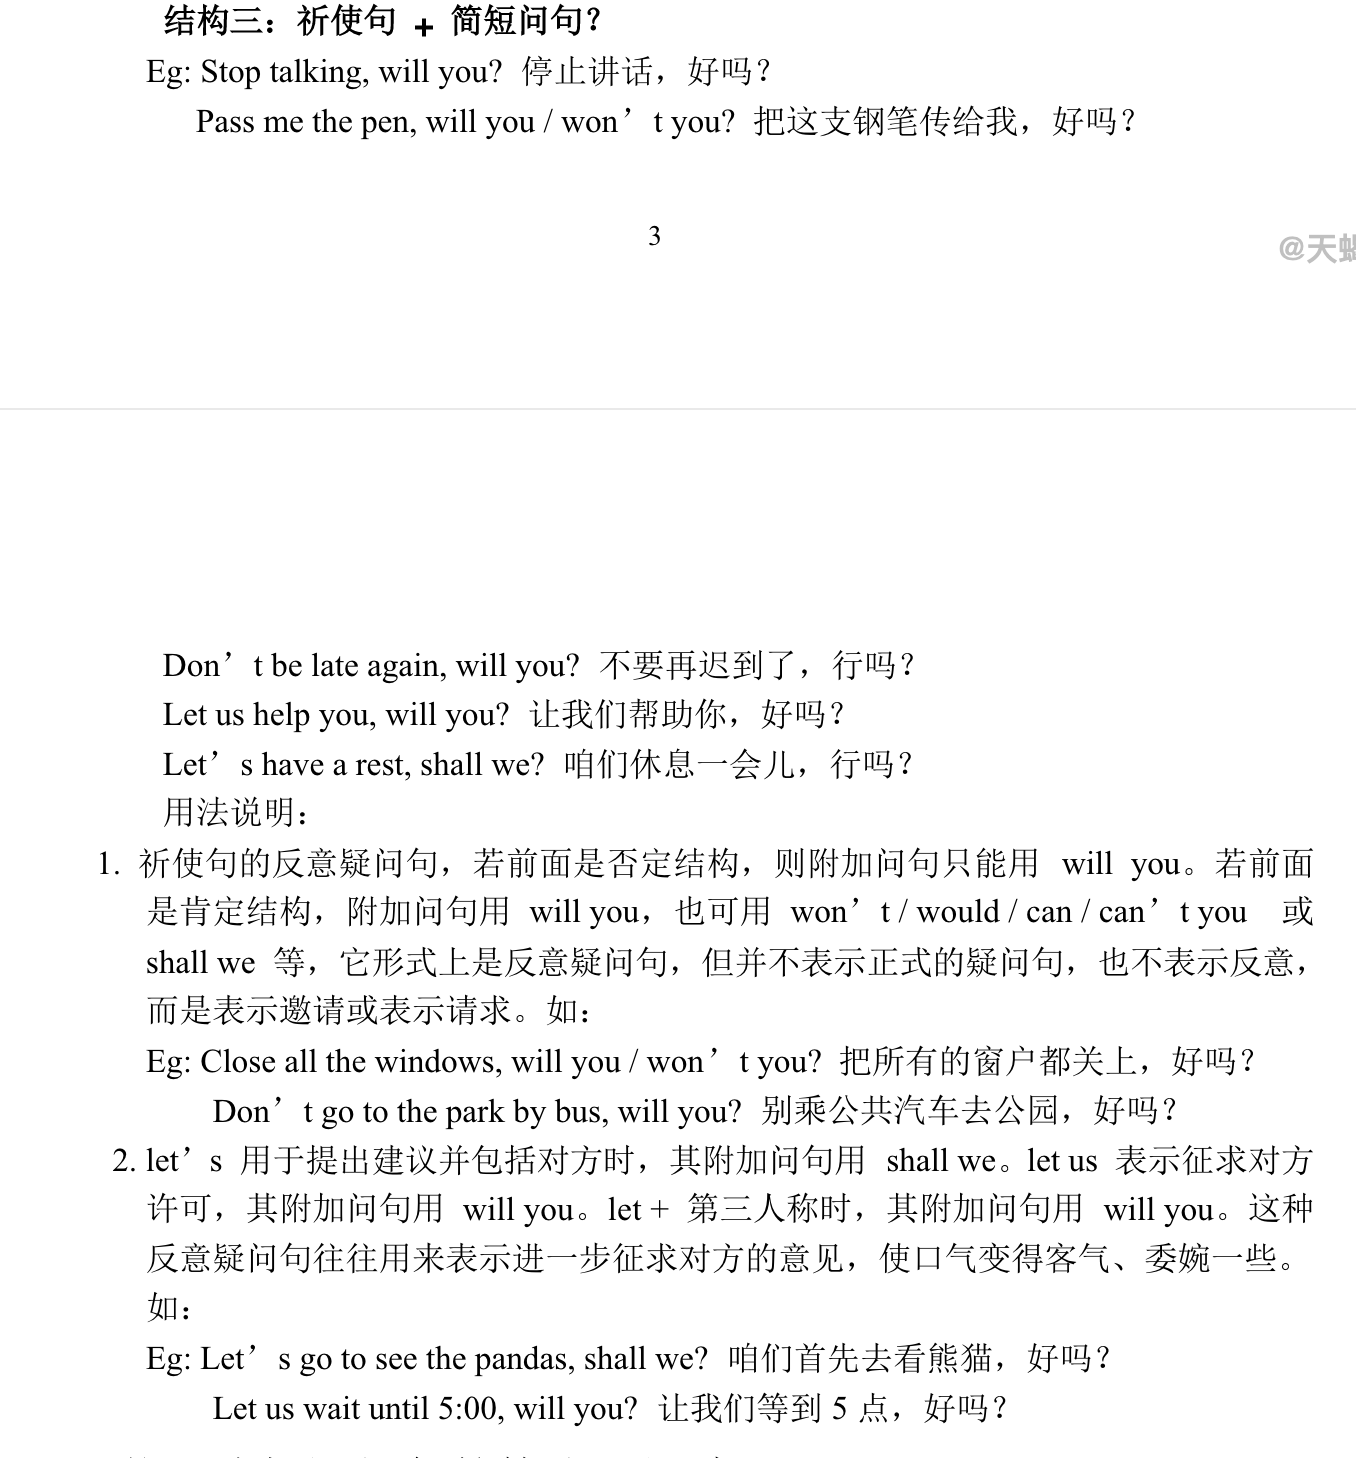 结构三：祈使句 + 简短问句？
Eg: Stop talking, will you? 停止讲话，好吗？
Pass me the pen, will you / won’t you? 把这支钢笔传给我，好吗？
3
@天蝎
Don’t be late again, will you? 不要再迟到了，行吗？
Let us help you, will you? 让我们帮助你，好吗？
Let’s have a rest, shall we? 咱们休息一会儿，行吗？
用法说明：
1. 祈使句的反意疑问句，若前面是否定结构，则附加问句只能用 will you。若前面
是肯定结构，附加问句用 will you，也可用 won’t / would / can / can’t you 或
shall we 等，它形式上是反意疑问句，但并不表示正式的疑问句，也不表示反意，
而是表示邀请或表示请求。如：
Eg: Close all the windows, will you / won’t you? 把所有的窗户都关上，好吗？
Don’t go to the park by bus, will you? 别乘公共汽车去公园，好吗？
2. let’s 用于提出建议并包括对方时，其附加问句用 shall we。let us 表示征求对方
许可，其附加问句用 will you。let + 第三人称时，其附加问句用 will you。这种
反意疑问句往往用来表示进一步征求对方的意见，使口气变得客气、委婉一些。
如：
Eg: Let’s go to see the pandas, shall we? 咱们首先去看熊猫，好吗？
Let us wait until 5:00, will you? 让我们等到 5 点，好吗？